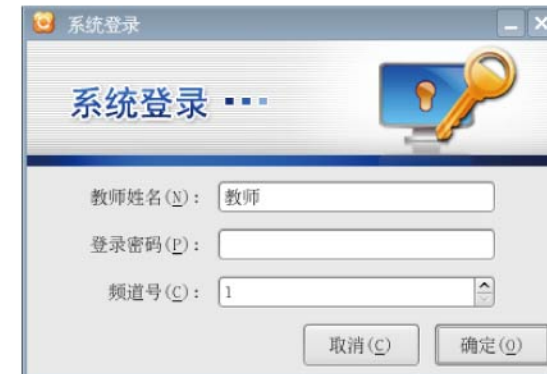 系统登录
系统登录
教师姓名(N)： 教师
登录密码(P)：
频道号(C)： 1
取消(C) 确定(O)